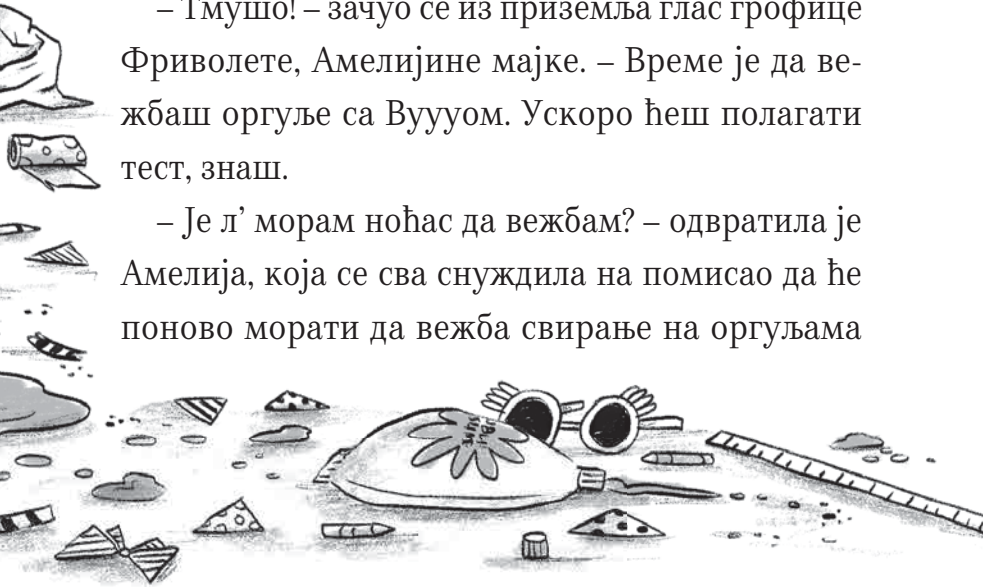 – Тмушо! – зачуо се из приземља глас грофице
Фриволете, Амелијине мајке. – Време је да ве-
жбаш оргуље са Вуууом. Ускоро ћеш полагати
тест, знаш.
– Је л’ морам ноћас да вежбам? – одвратила је
Амелија, која се сва снуждила на помисао да ће
поново морати да вежба свирање на оргуљама